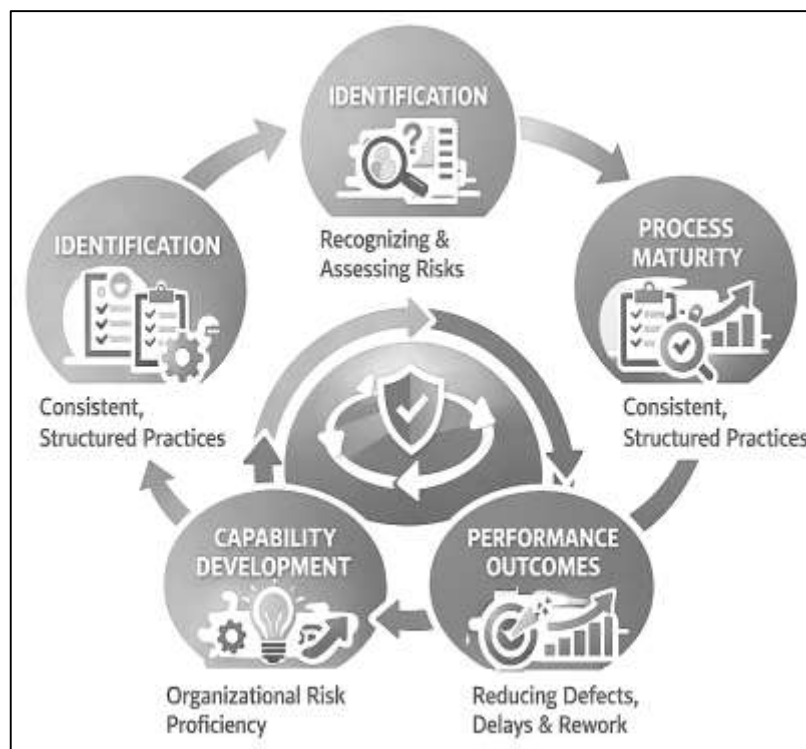 IDENTIFICATION
Recognizing &
Assessing Risks
IDENTIFICATION
Consistent,
Structured Practices
PROCESS
MATURITY
Consistent,
Structured Practices
CAPABILITY
DEVELOPMENT
Organizational Risk
Proficiency
PERFORMANCE
OUTCOMES
Reducing Defects,
Delays & Rework